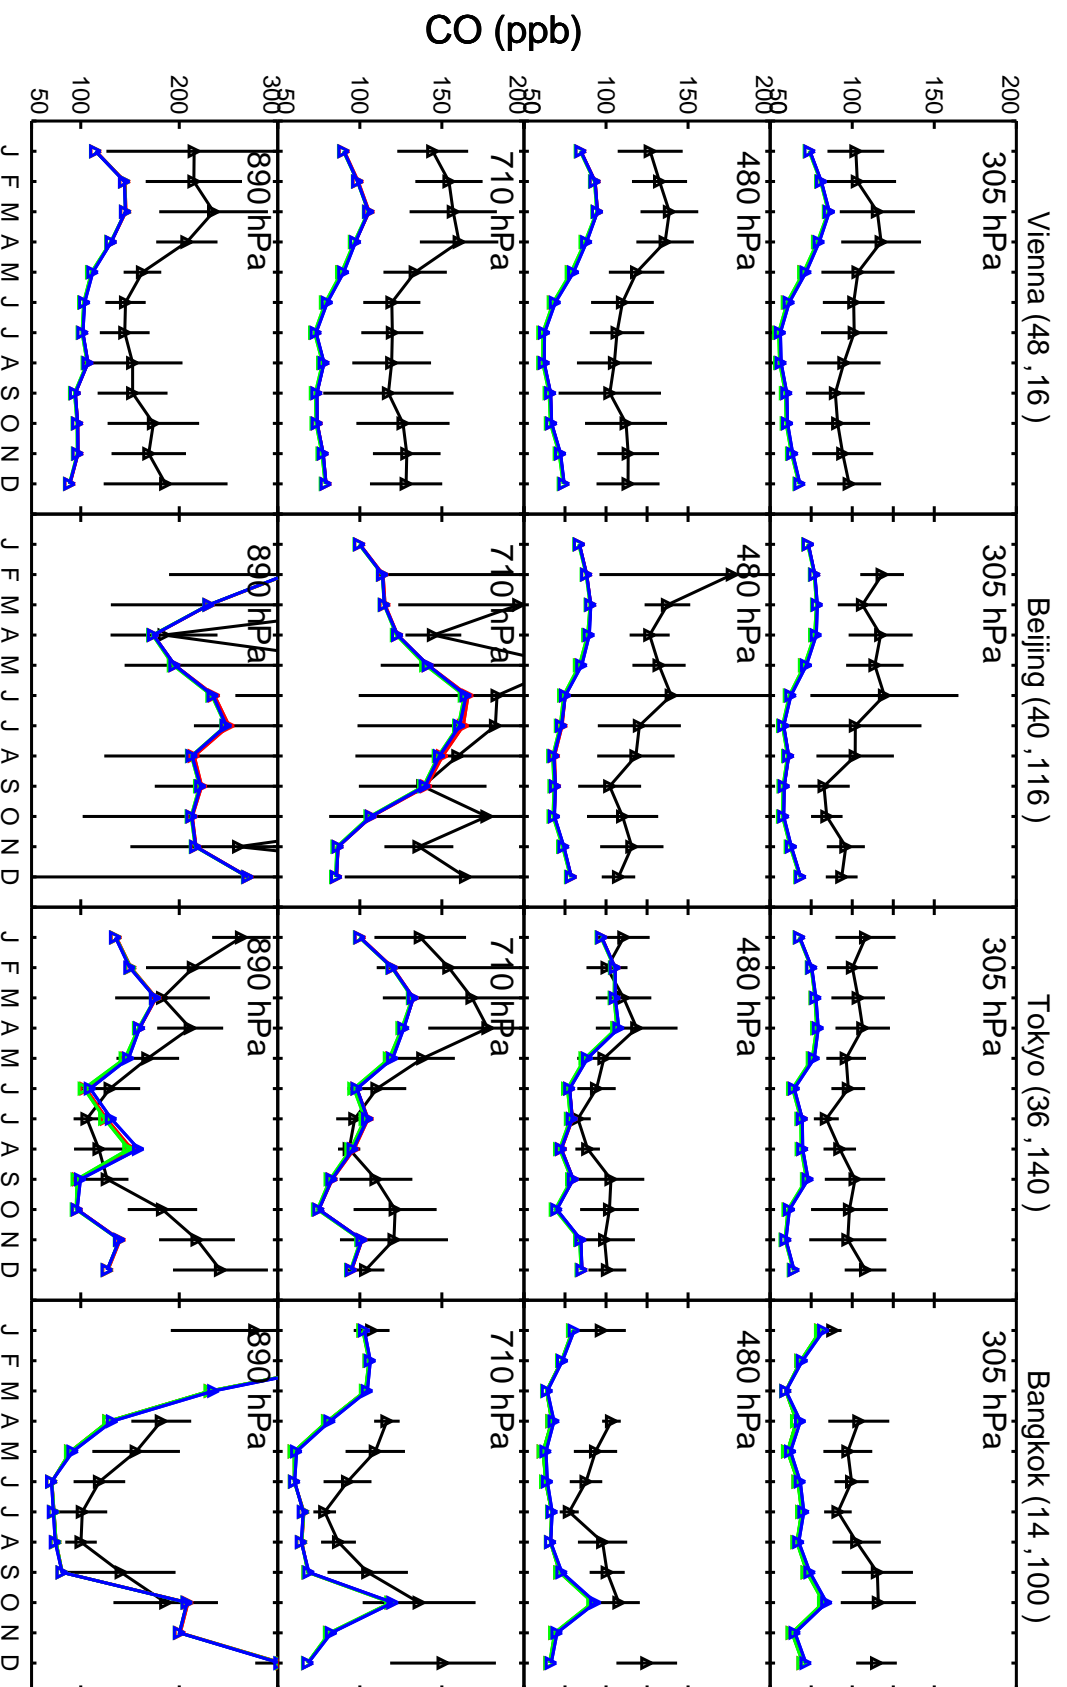 Vienna (48 ,16 )
Beijing (40 ,116 )
Tokyo (36 ,140 )
Bangkok (14 ,100 )
CO (ppb)
200
150
100
50
305 hPa
305 hPa
305 hPa
305 hPa
200
150
100
50
480 hPa
480 hPa
480 hPa
480 hPa
200
150
100
50
710 hPa
710 hPa
710 hPa
710 hPa
300
200
100
50
890 hPa
890 hPa
890 hPa
890 hPa
J F M A M J J A S O N D
J F M A M J J A S O N D
J F M A M J J A S O N D
J F M A M J J A S O N D